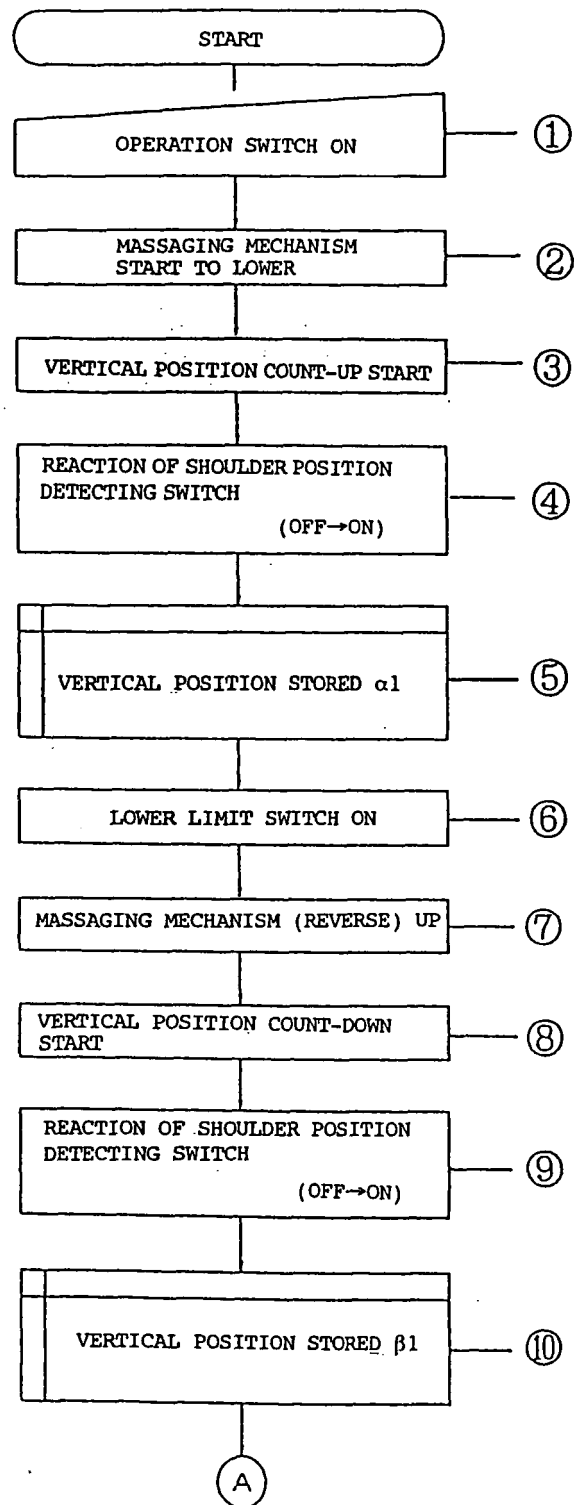 START
OPERATION SWITCH ON
①
MASSAGING MECHANISM
START TO LOWER
②
VERTICAL POSITION COUNT-UP START
③
REACTION OF SHOULDER POSITION
DETECTING SWITCH
(OFF→ON)
④
VERTICAL POSITION STORED α1
⑤
LOWER LIMIT SWITCH ON
⑥
MASSAGING MECHANISM (REVERSE) UP
⑦
VERTICAL POSITION COUNT-DOWN
START
⑧
REACTION OF SHOULDER POSITION
DETECTING SWITCH
(OFF→ON)
⑨
VERTICAL POSITION STORED β1
⑩
A